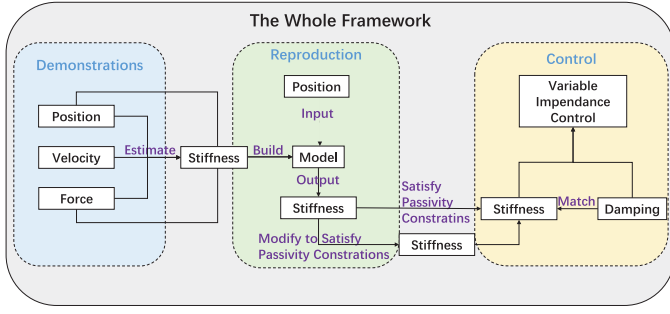 The Whole Framework
Demonstrations
Position
Velocity
Force
Estimate
Stiffness
Build
Reproduction
Position
Input
Model
Output
Stiffness
Modify to Satisfy
Passivity Constrations
Satisfy
Passivity
Constratins
Stiffness
Control
Variable
Impendance
Control
Stiffness
Match
Damping